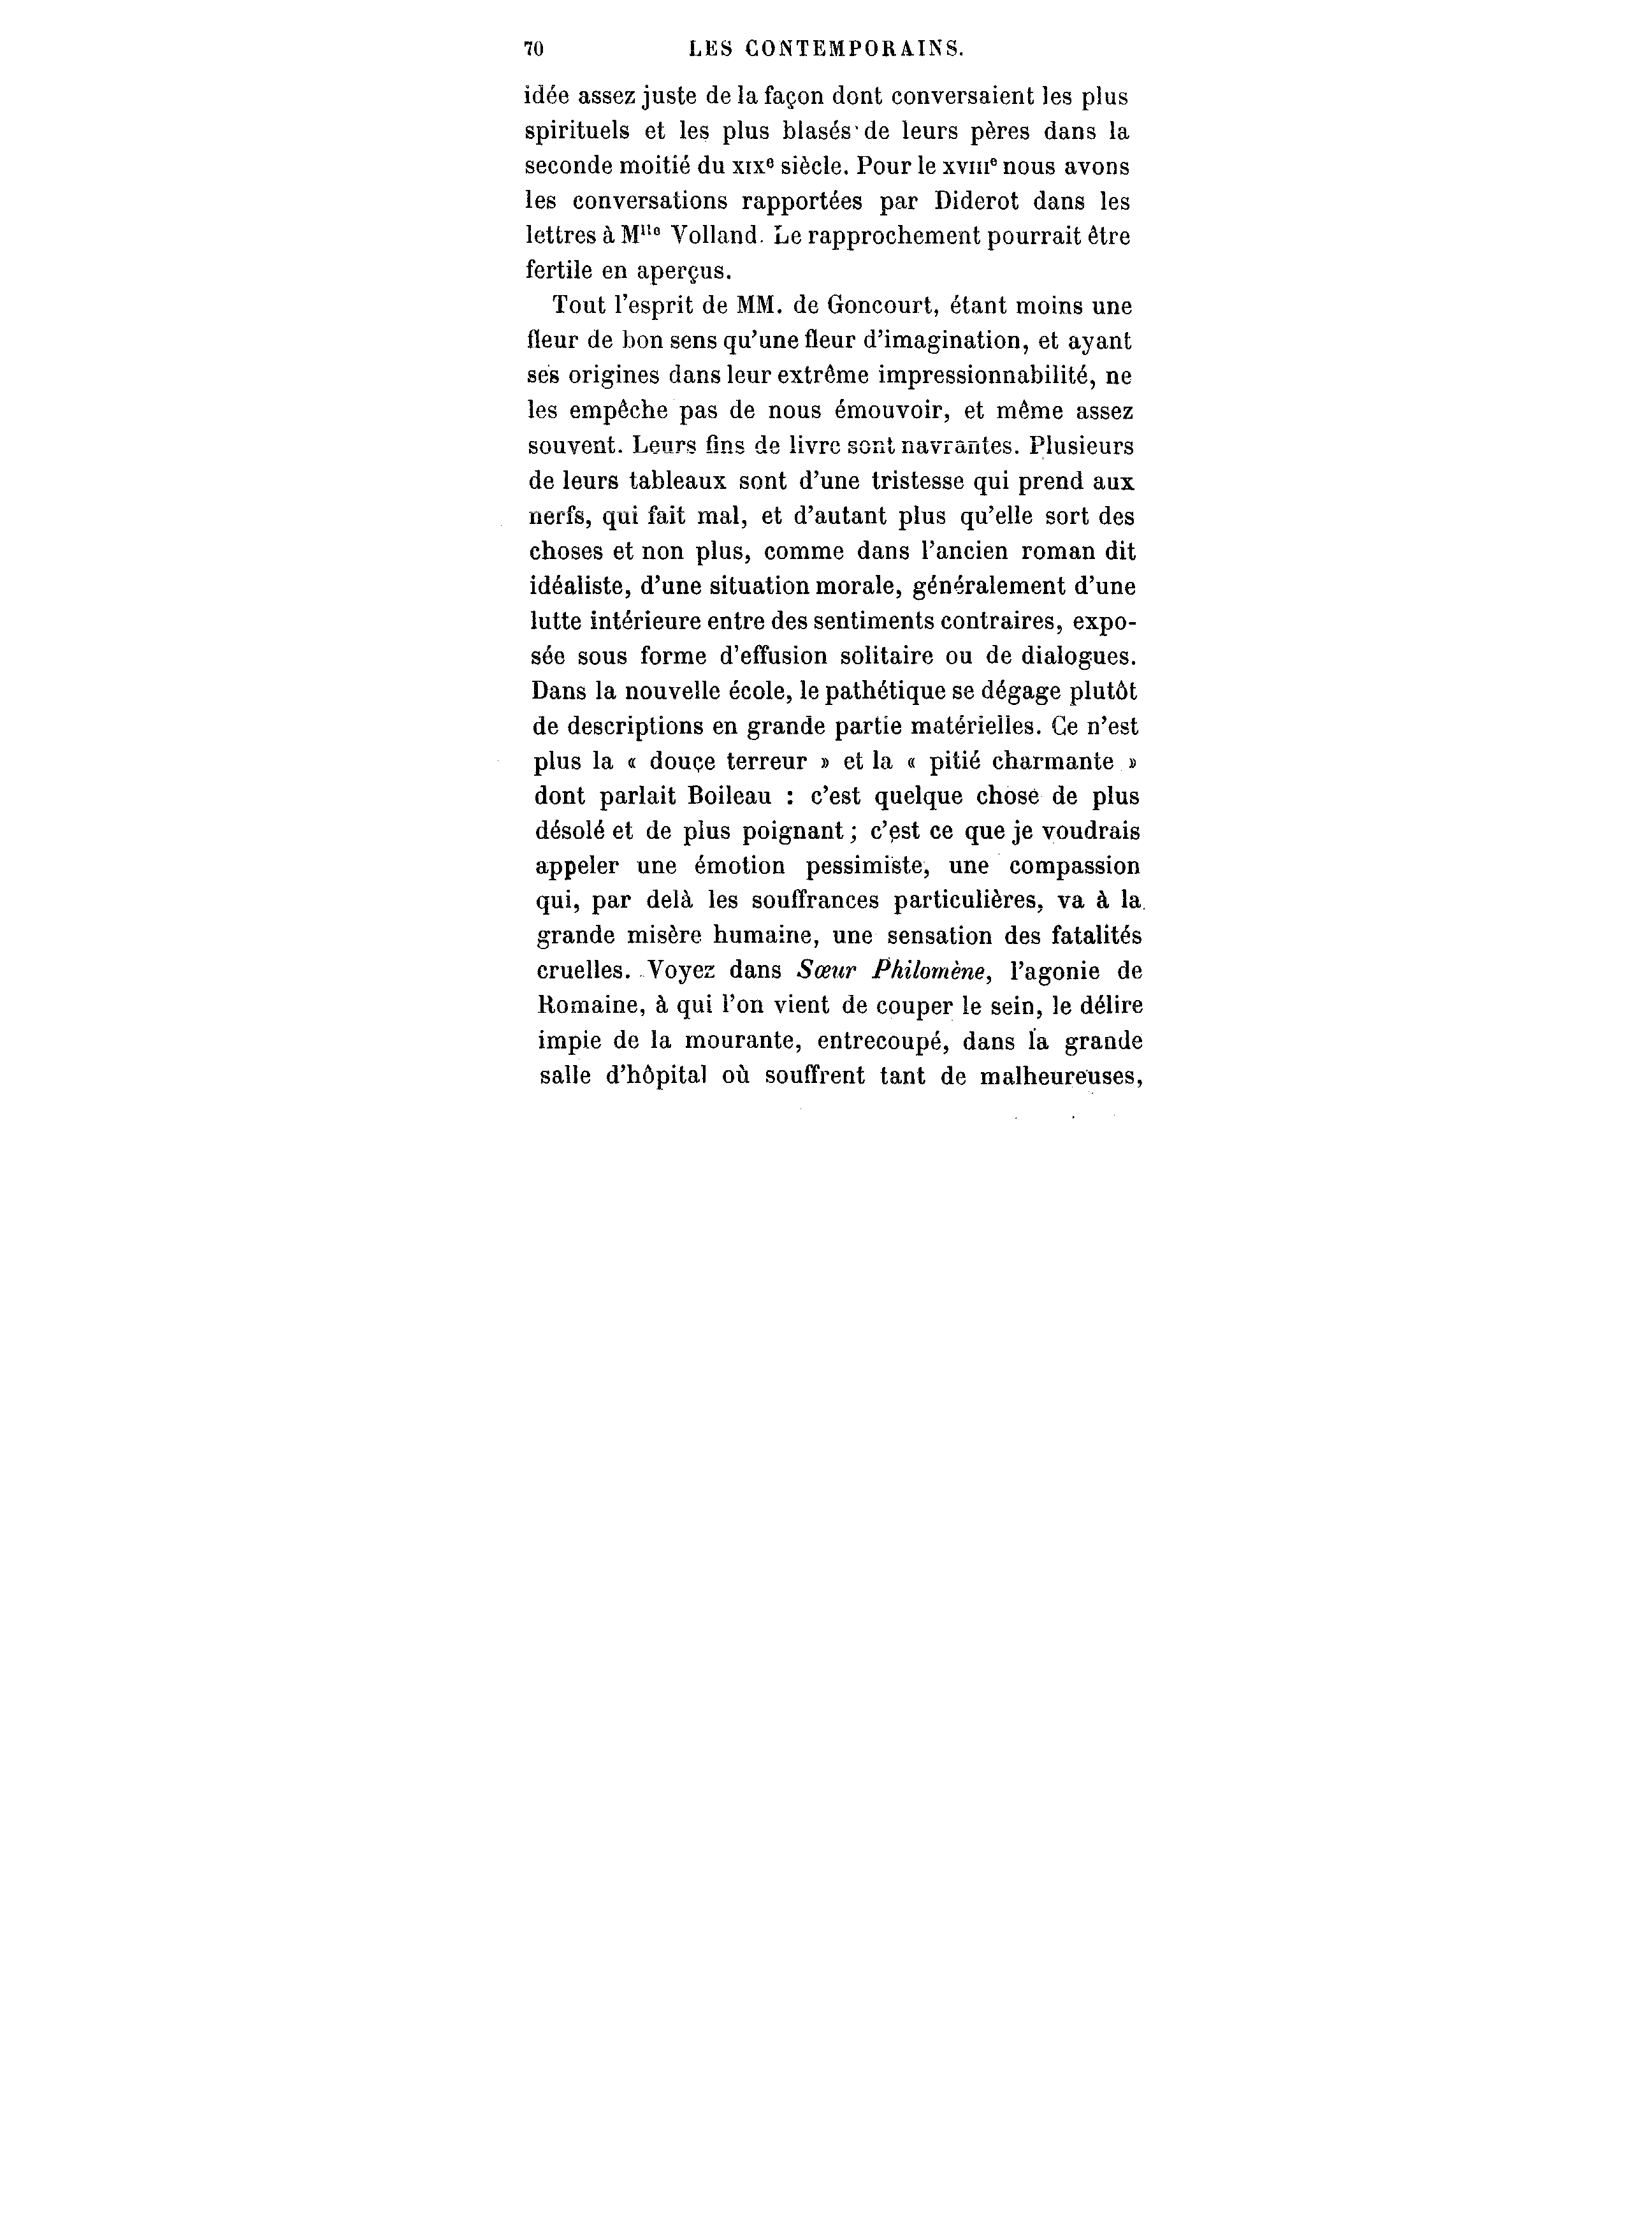 70 LES CONTEMPORAINS.
idée assez juste de la façon dont conversaient les plus
spirituels et les plus blasés de leurs pères dans la
seconde moitié du XIXe siècle. Pour le XVIIIe nous avons
les conversations rapportées par Diderot dans les
lettres à Mlle Volland. Le rapprochement pourrait être
fertile en aperçus.
Tout l'esprit de MM. de Goncourt, étant moins une
fleur de bon sens qu'une fleur d'imagination, et ayant
ses origines dans leur extrême impressionnabilité, ne
les empêche pas de nous émouvoir, et même assez
souvent. Leurs fins de livre sont navrantes. Plusieurs
de leurs tableaux sont d'une tristesse qui prend aux
nerfs, qui fait mal, et d'autant plus qu'elle sort des
choses et non plus, comme dans l'ancien roman dit
idéaliste, d'une situation morale, généralement d'une
lutte intérieure entre des sentiments contraires, expo-
sée sous forme d'effusion solitaire ou de dialogues.
Dans la nouvelle école, le pathétique se dégage plutôt
de descriptions en grande partie matérielles. Ce n'est
plus la « douce terreur » et la « pitié charmante »
dont parlait Boileau : c'est quelque chose de plus
désolé et de plus poignant ; c'est ce que je voudrais
appeler une émotion pessimiste, une compassion
qui, par delà les souffrances particulières, va à la
grande misère humaine, une sensation des fatalités
cruelles. Voyez dans Sœur Philomène, l'agonie de
Romaine, à qui l'on vient de couper le sein, le délire
impie de la mourante, entrecoupé, dans la grande
salle d'hôpital où souffrent tant de malheureuses,